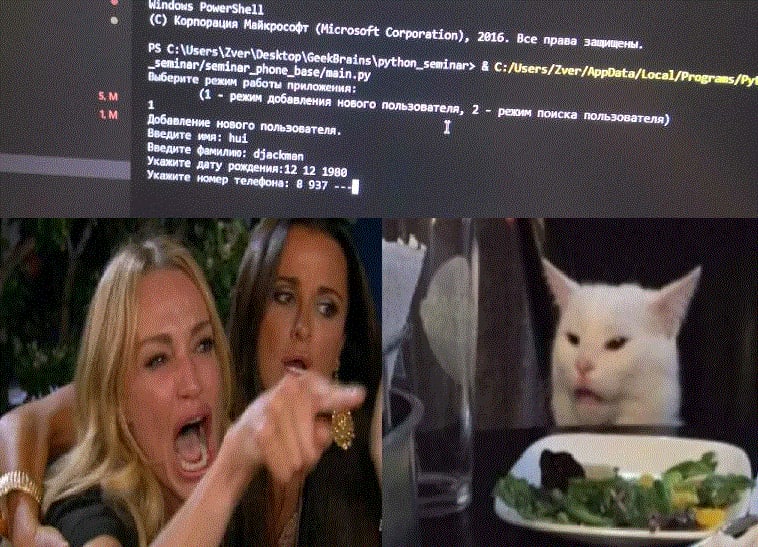 Windows PowerShell
(C) Корпорация Майкрософт (Microsoft Corporation), 2016. Все права защищены.
PS C:\Users\Zver\Desktop\GeekBrains\python_seminar> & C:/Users/Zver/AppData/Local/Programs/Pyt
_seminar/seminar_phone_base/main.py
Выберите режим работы приложения:
(1 - режим добавления нового пользователя, 2 - режим поиска пользователя)
1
Добавление нового пользователя.
Введите имя: hui
Введите фамилию: djackman
Укажите дату рождения:12 12 1980
Укажите номер телефона: 8 937 ---
5, M
1, M